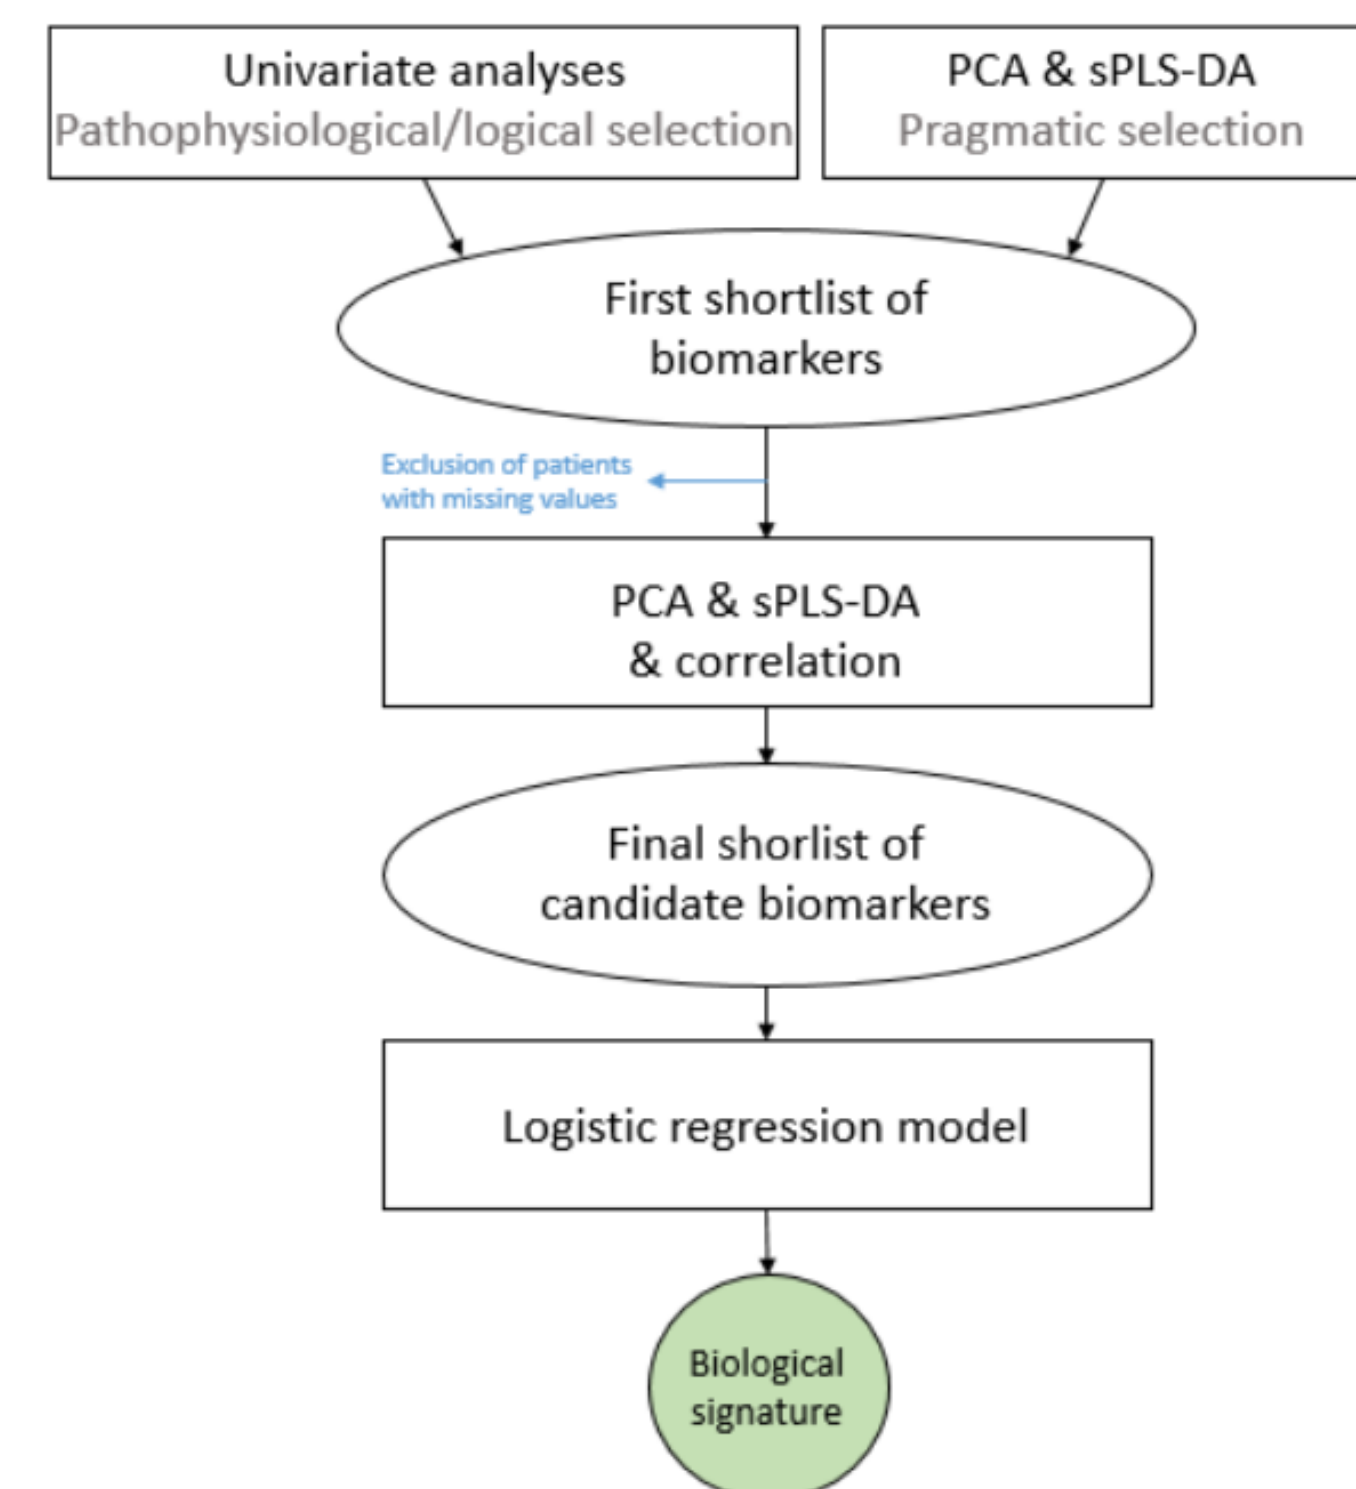 Univariate analyses
Pathophysiological/logical selection
PCA & sPLS-DA
Pragmatic selection
First shortlist of
biomarkers
Exclusion of patients
with missing values
PCA & sPLS-DA
& correlation
Final shorlist of
candidate biomarkers
Logistic regression model
Biological
signature